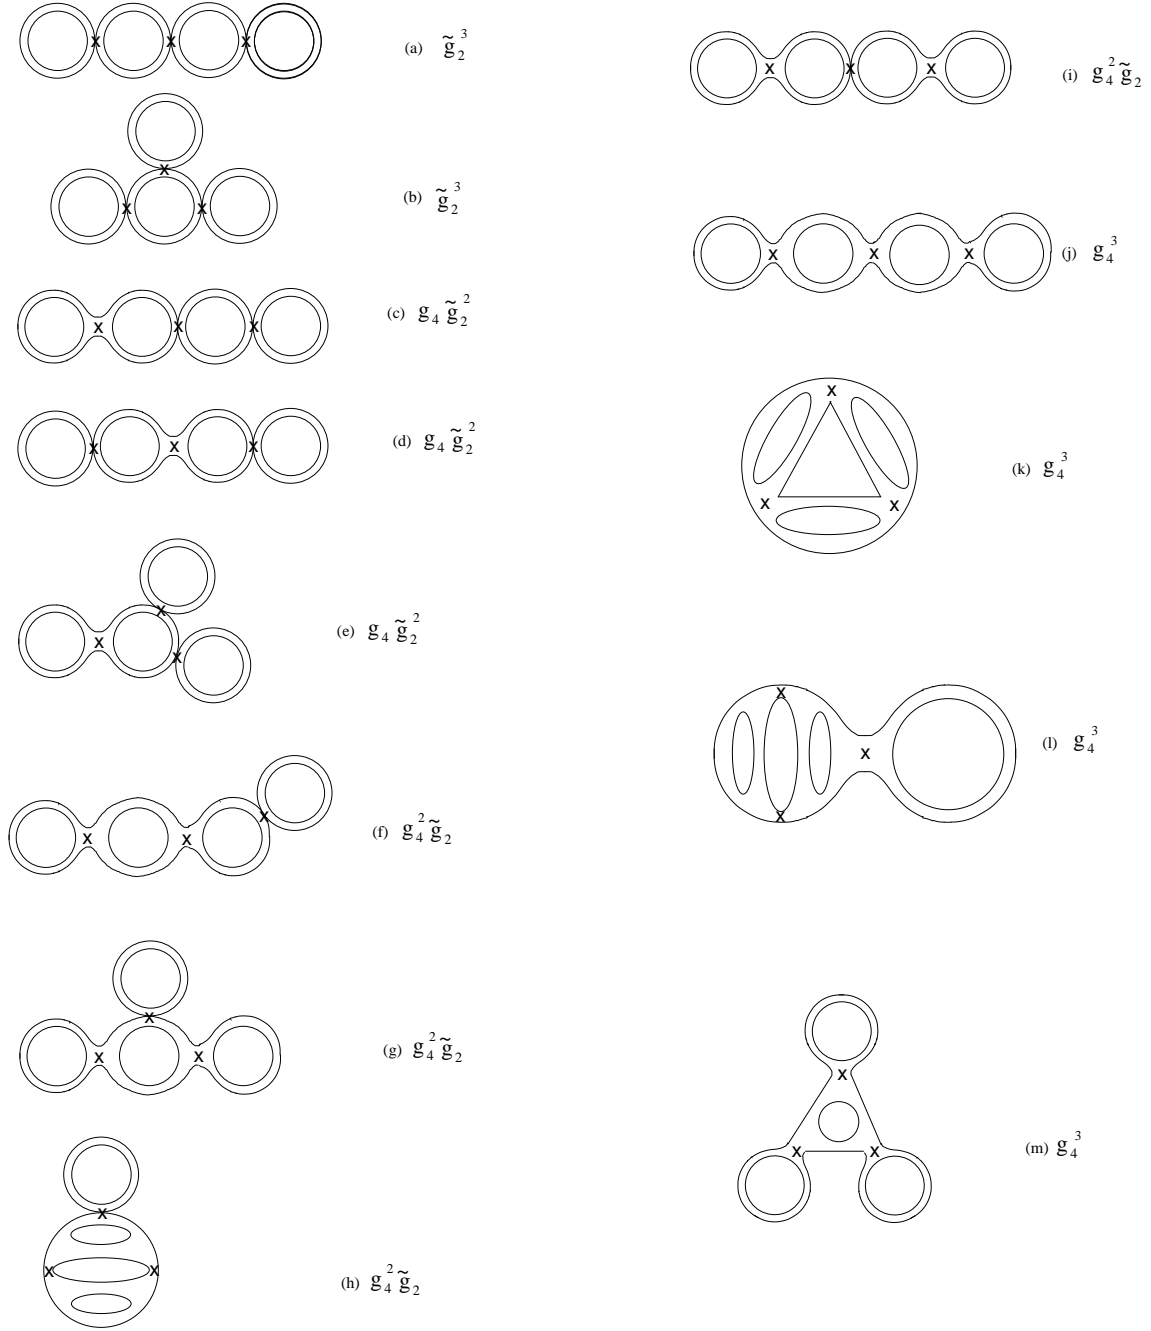 (a) g̃₂³
(b) g̃₂³
(c) g₄ g̃₂²
(d) g₄ g̃₂²
(e) g₄ g̃₂²
(f) g₄² g̃₂
(g) g₄² g̃₂
(h) g₄² g̃₂
(i) g₄² g̃₂
(j) g₄³
(k) g₄³
(l) g₄³
(m) g₄³